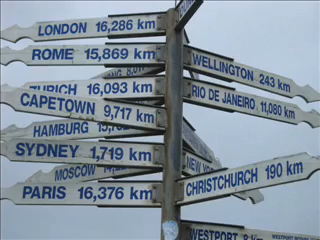 LONDON 16,286 km
ROME 15,869 km
WELLINGTON 243 km
ZURICH 16,093 km
RIO DE JANEIRO, 11,080
CAPETOWN 9,717 km
HAMBURG
SYDNEY 1,719 km
NEW
MOSCOW
CHRISTCHURCH 190 km
PARIS 16,376 km
WESTPORT
WESTPORT